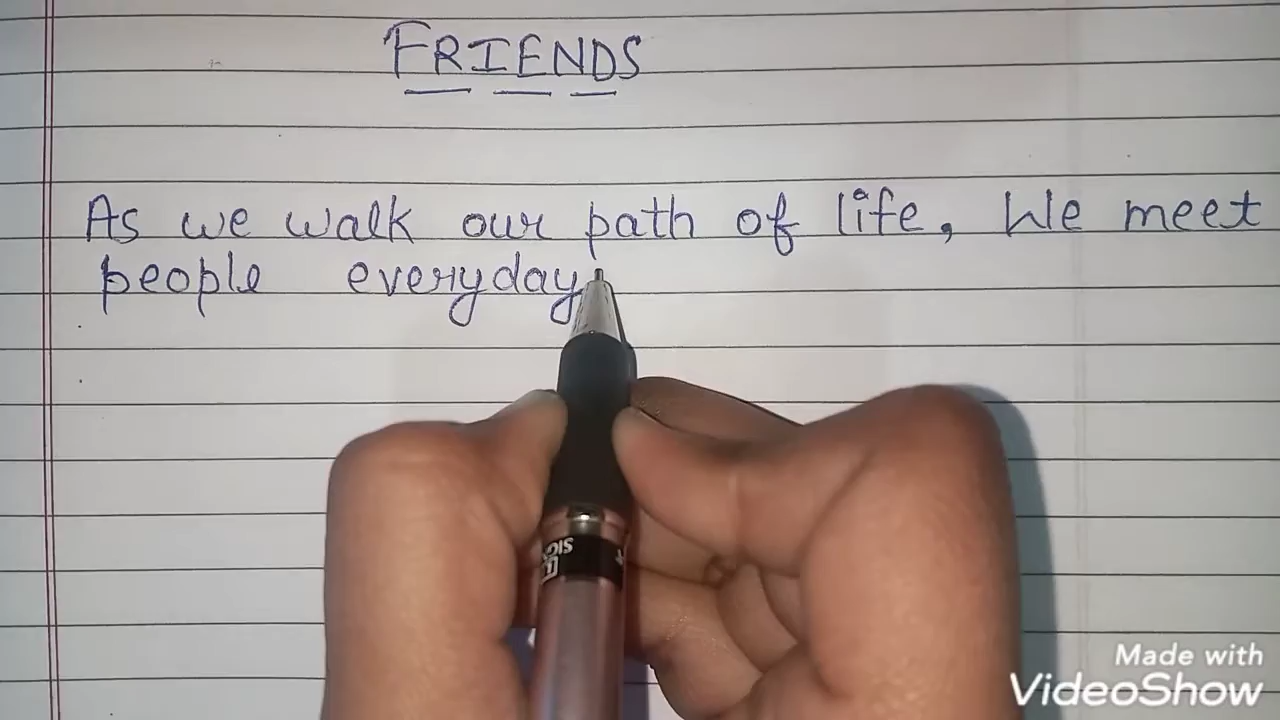 FRIENDS
As we walk our path of life, We meet
people everyday
Made with
VideoShow